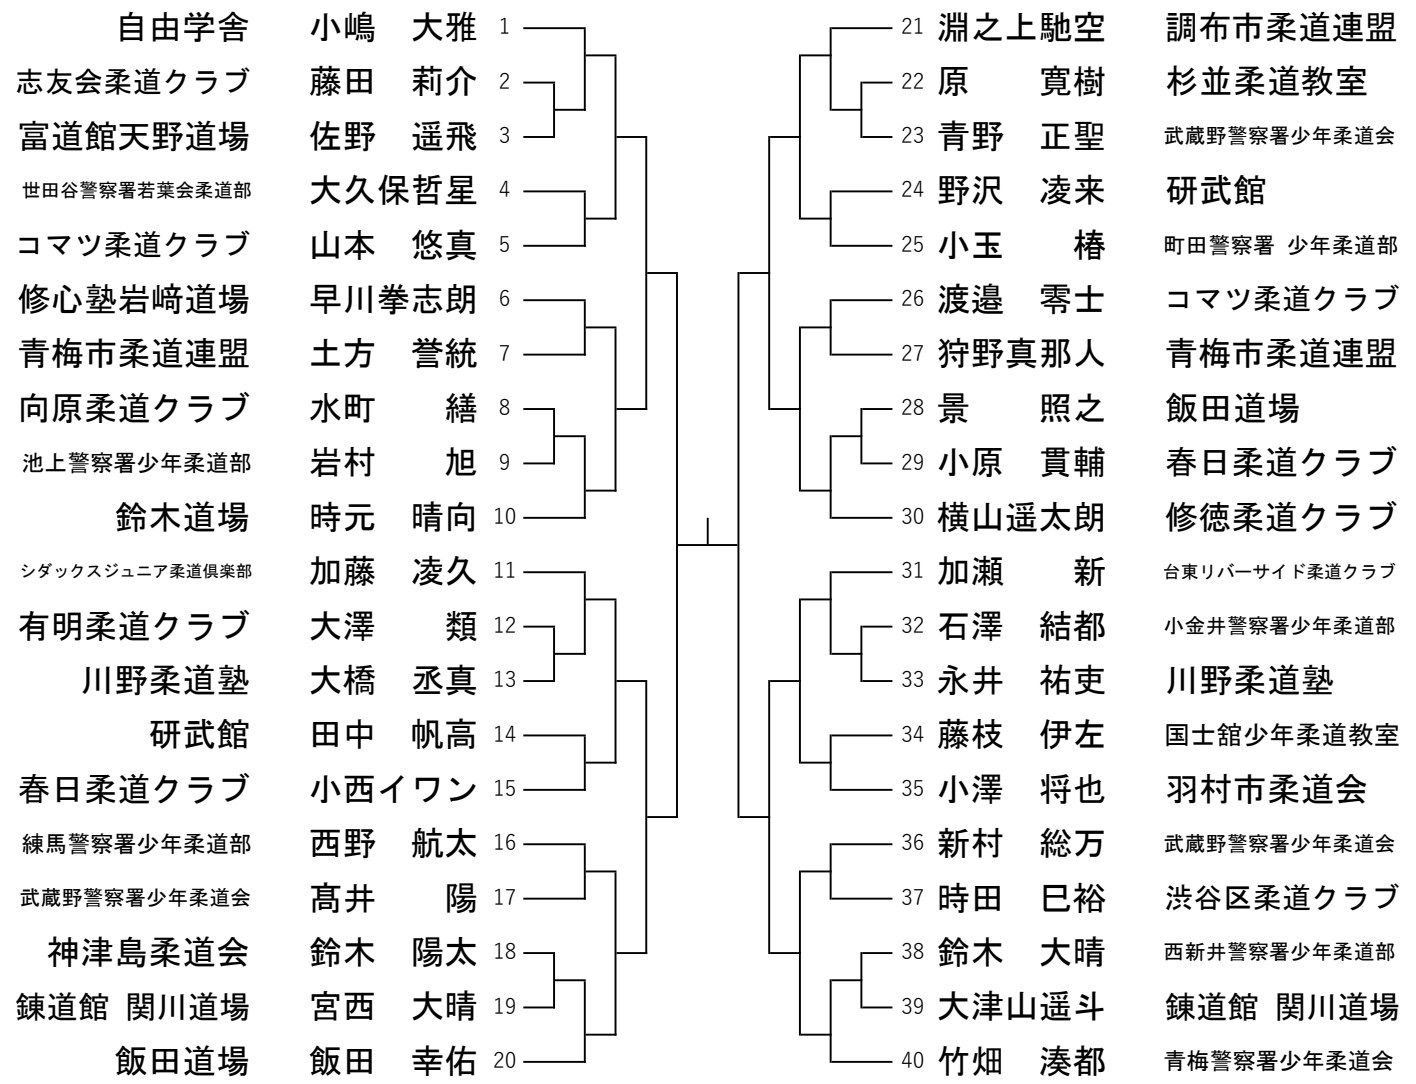 自由学舎 小嶋 大雅 1
志友会柔道クラブ 藤田 莉介 2
富道館天野道場 佐野 遥飛 3
世田谷警察署若葉会柔道部 大久保哲星 4
コマツ柔道クラブ 山本 悠真 5
修心塾岩﨑道場 早川拳志朗 6
青梅市柔道連盟 土方 誉統 7
向原柔道クラブ 水町 繕 8
池上警察署少年柔道部 岩村 旭 9
鈴木道場 時元 晴向 10
シダックスジュニア柔道倶楽部 加藤 凌久 11
有明柔道クラブ 大澤 類 12
川野柔道塾 大橋 丞真 13
研武館 田中 帆高 14
春日柔道クラブ 小西イワン 15
練馬警察署少年柔道部 西野 航太 16
武蔵野警察署少年柔道会 髙井 陽 17
神津島柔道会 鈴木 陽太 18
錬道館 関川道場 宮西 大晴 19
飯田道場 飯田 幸佑 20
21 淵之上馳空 調布市柔道連盟
22 原 寛樹 杉並柔道教室
23 青野 正聖 武蔵野警察署少年柔道会
24 野沢 凌来 研武館
25 小玉 椿 町田警察署 少年柔道部
26 渡邉 零士 コマツ柔道クラブ
27 狩野真那人 青梅市柔道連盟
28 景 照之 飯田道場
29 小原 貫輔 春日柔道クラブ
30 横山遥太朗 修徳柔道クラブ
31 加瀬 新 台東リバーサイド柔道クラブ
32 石澤 結都 小金井警察署少年柔道部
33 永井 祐吏 川野柔道塾
34 藤枝 伊左 国士舘少年柔道教室
35 小澤 将也 羽村市柔道会
36 新村 総万 武蔵野警察署少年柔道会
37 時田 巳裕 渋谷区柔道クラブ
38 鈴木 大晴 西新井警察署少年柔道部
39 大津山遥斗 錬道館 関川道場
40 竹畑 湊都 青梅警察署少年柔道会